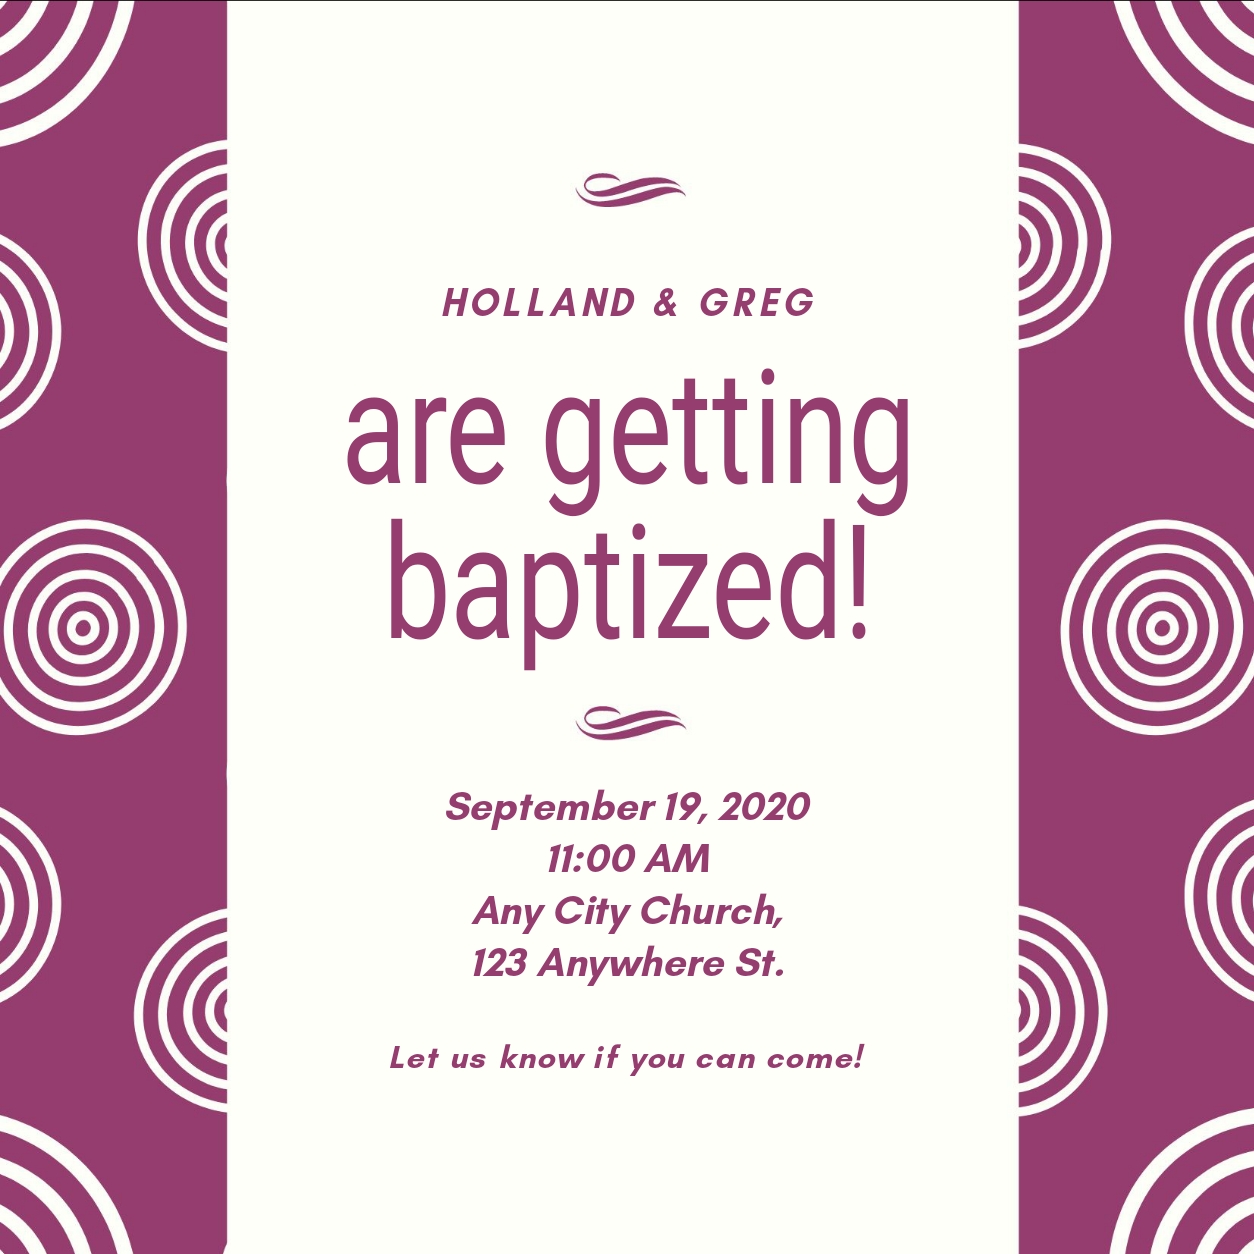 HOLLAND & GREG
are getting
baptized!
September 19, 2020
11:00 AM
Any City Church,
123 Anywhere St.
Let us know if you can come!